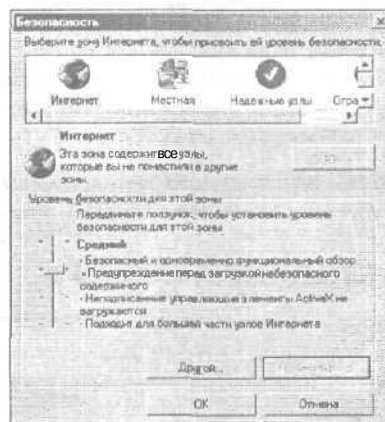 Безопасность
Выберите зону Интернета, чтобы присвоить ей уровень безопасности.
Интернет Местная Надежные узлы Огра
Интернет
Эта зона содержит все узлы,
которые вы не поместили в другие
зоны.
Уровень безопасности для этой зоны
Передвиньте ползунок, чтобы установить уровень
безопасности для этой зоны
Средний
- Безопасный и одновременно функциональный обзор
- Предупреждение перед загрузкой небезопасного
содержимого
- Неподписанные управляющие элементы ActiveX не
загружаются
- Подходит для большей части узлов Интернета
Другой...
OK Отмена